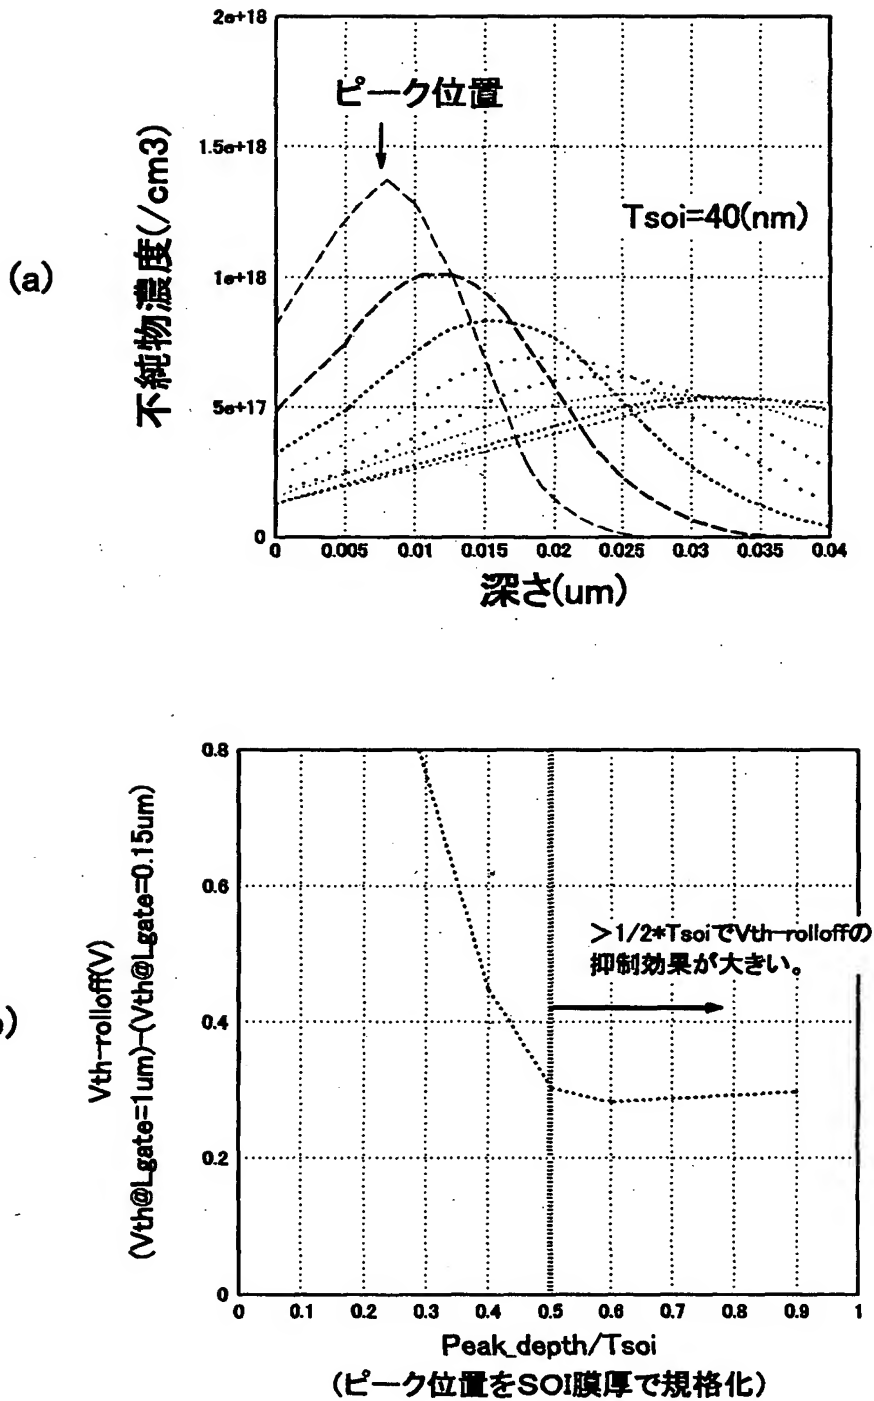 (a)
不純物濃度(/cm3)
2e+18
1.5e+18
1e+18
5e+17
0
ピーク位置
Tsoi=40(nm)
0 0.005 0.01 0.015 0.02 0.025 0.03 0.035 0.04
深さ(um)
Vth-rolloff(V)
(Vth@Lgate=1um)-(Vth@Lgate=0.15um)
0.8
0.6
0.4
0.2
0
>1/2*TsoiでVth-rolloffの
抑制効果が大きい。
0 0.1 0.2 0.3 0.4 0.5 0.6 0.7 0.8 0.9 1
Peak_depth/Tsoi
(ピーク位置をSOI膜厚で規格化)